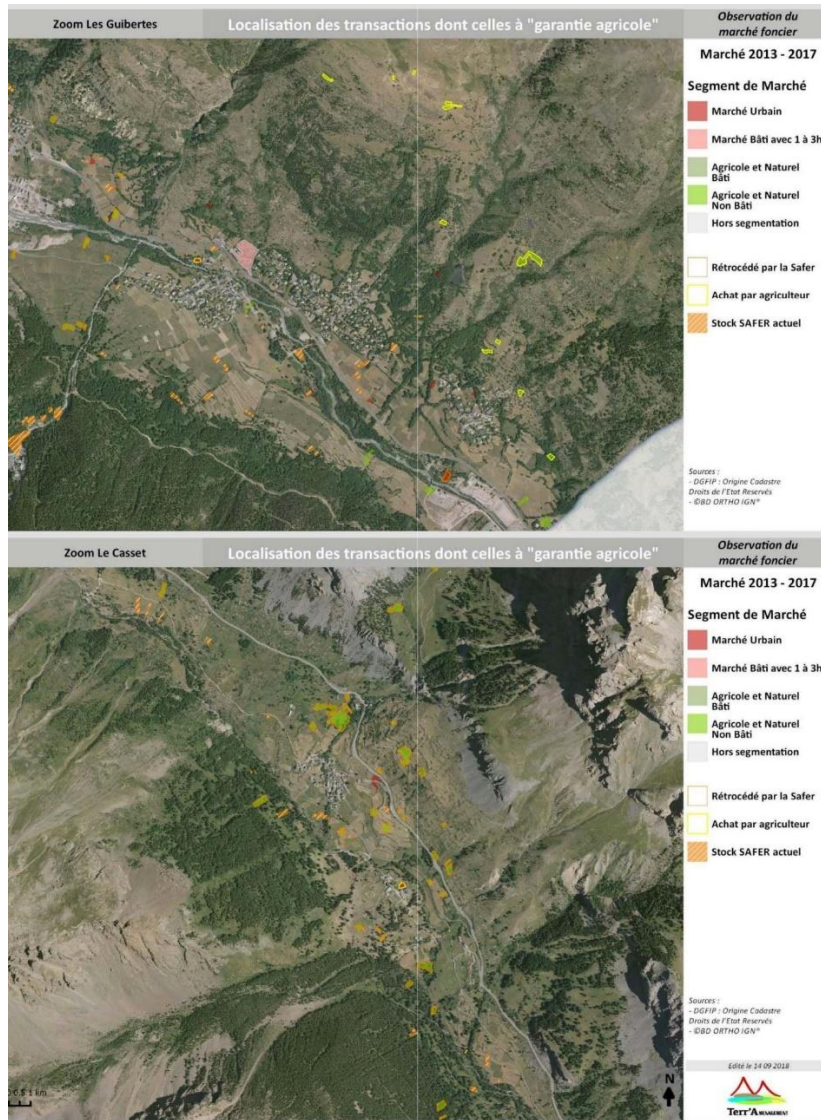 Zoom Les Guibertes
Localisation des transactions dont celles à "garantie agricole"
Observation du
marché foncier
Marché 2013 - 2017
Segment de Marché
Marché Urbain
Marché Bâti avec 1 à 3h
Agricole et Naturel
Bâti
Agricole et Naturel
Non Bâti
Hors segmentation
Rétrocédé par la Safer
Achat par agriculteur
Stock SAFER actuel
Sources :
- DGFIP : Origine Cadastre
Droits de l'Etat Reservés
- ©BD ORTHO IGN®
Zoom Le Casset
Localisation des transactions dont celles à "garantie agricole"
Observation du
marché foncier
Marché 2013 - 2017
Segment de Marché
Marché Urbain
Marché Bâti avec 1 à 3h
Agricole et Naturel
Bâti
Agricole et Naturel
Non Bâti
Hors segmentation
Rétrocédé par la Safer
Achat par agriculteur
Stock SAFER actuel
Sources :
- DGFIP : Origine Cadastre
Droits de l'Etat Reservés
- ©BD ORTHO IGN®
Edité le 14 09 2018
0 0.5 1 km
N
Terr'Aménagement